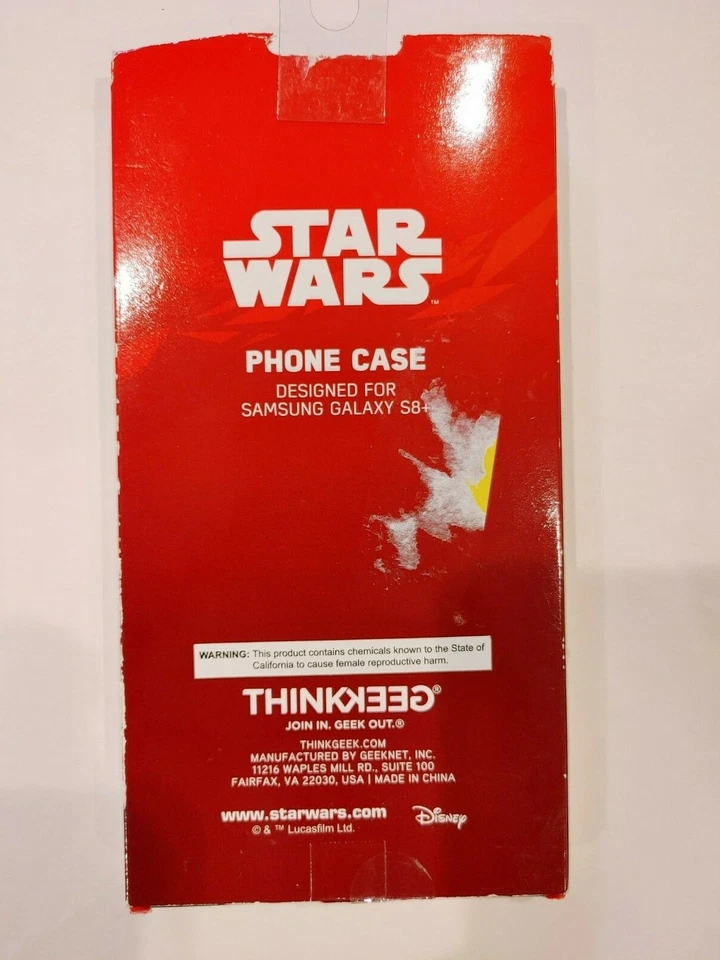 STAR
WARS™
PHONE CASE
DESIGNED FOR
SAMSUNG GALAXY S8+
WARNING: This product contains chemicals known to the State of
California to cause female reproductive harm.
THINKGEEK®
JOIN IN. GEEK OUT.®
THINKGEEK.COM
MANUFACTURED BY GEEKNET, INC.
11216 WAPLES MILL RD., SUITE 100
FAIRFAX, VA 22030, USA | MADE IN CHINA
www.starwars.com Disney
© & ™ Lucasfilm Ltd.